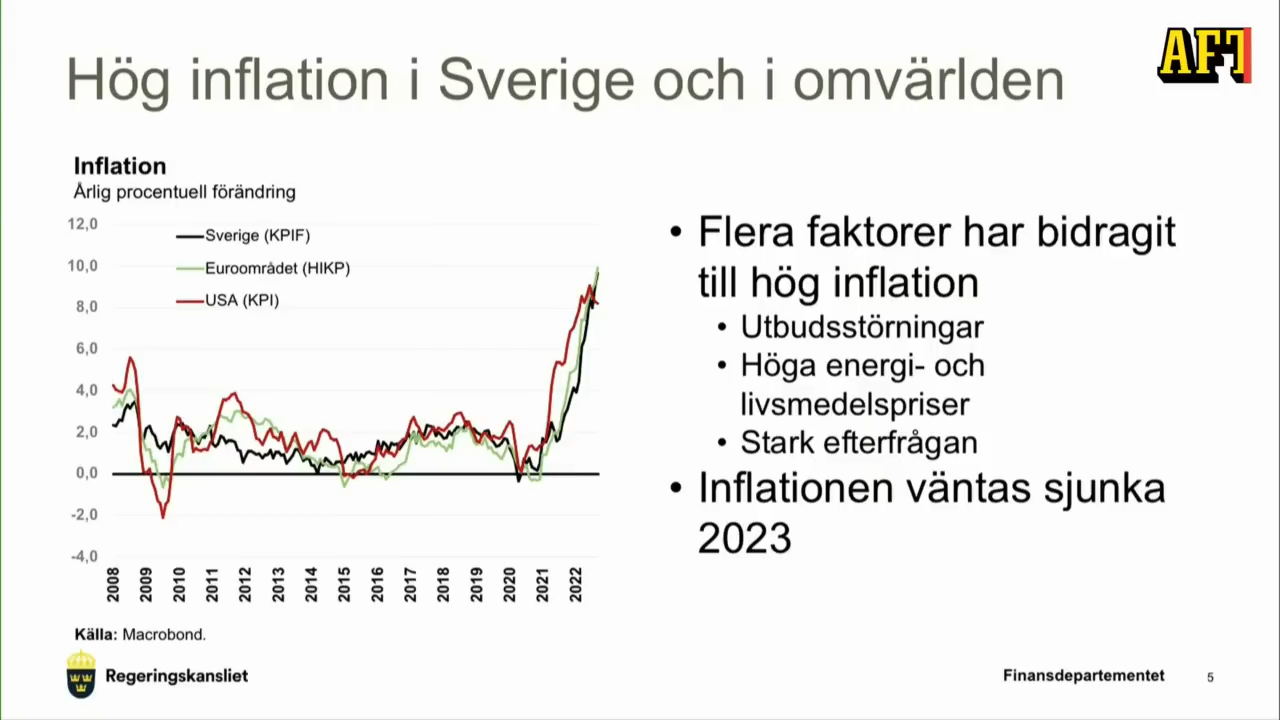 Hög inflation i Sverige och i omvärlden
AFT
Inflation
Årlig procentuell förändring
12,0
10,0
8,0
6,0
4,0
2,0
0,0
-2,0
-4,0
Sverige (KPIF)
Euroområdet (HIKP)
USA (KPI)
2008
2009
2010
2011
2012
2013
2014
2015
2016
2017
2018
2019
2020
2021
2022
Källa: Macrobond.
• Flera faktorer har bidragit
till hög inflation
• Utbudsstörningar
• Höga energi- och
livsmedelspriser
• Stark efterfrågan
• Inflationen väntas sjunka
2023
Regeringskansliet
Finansdepartementet
5